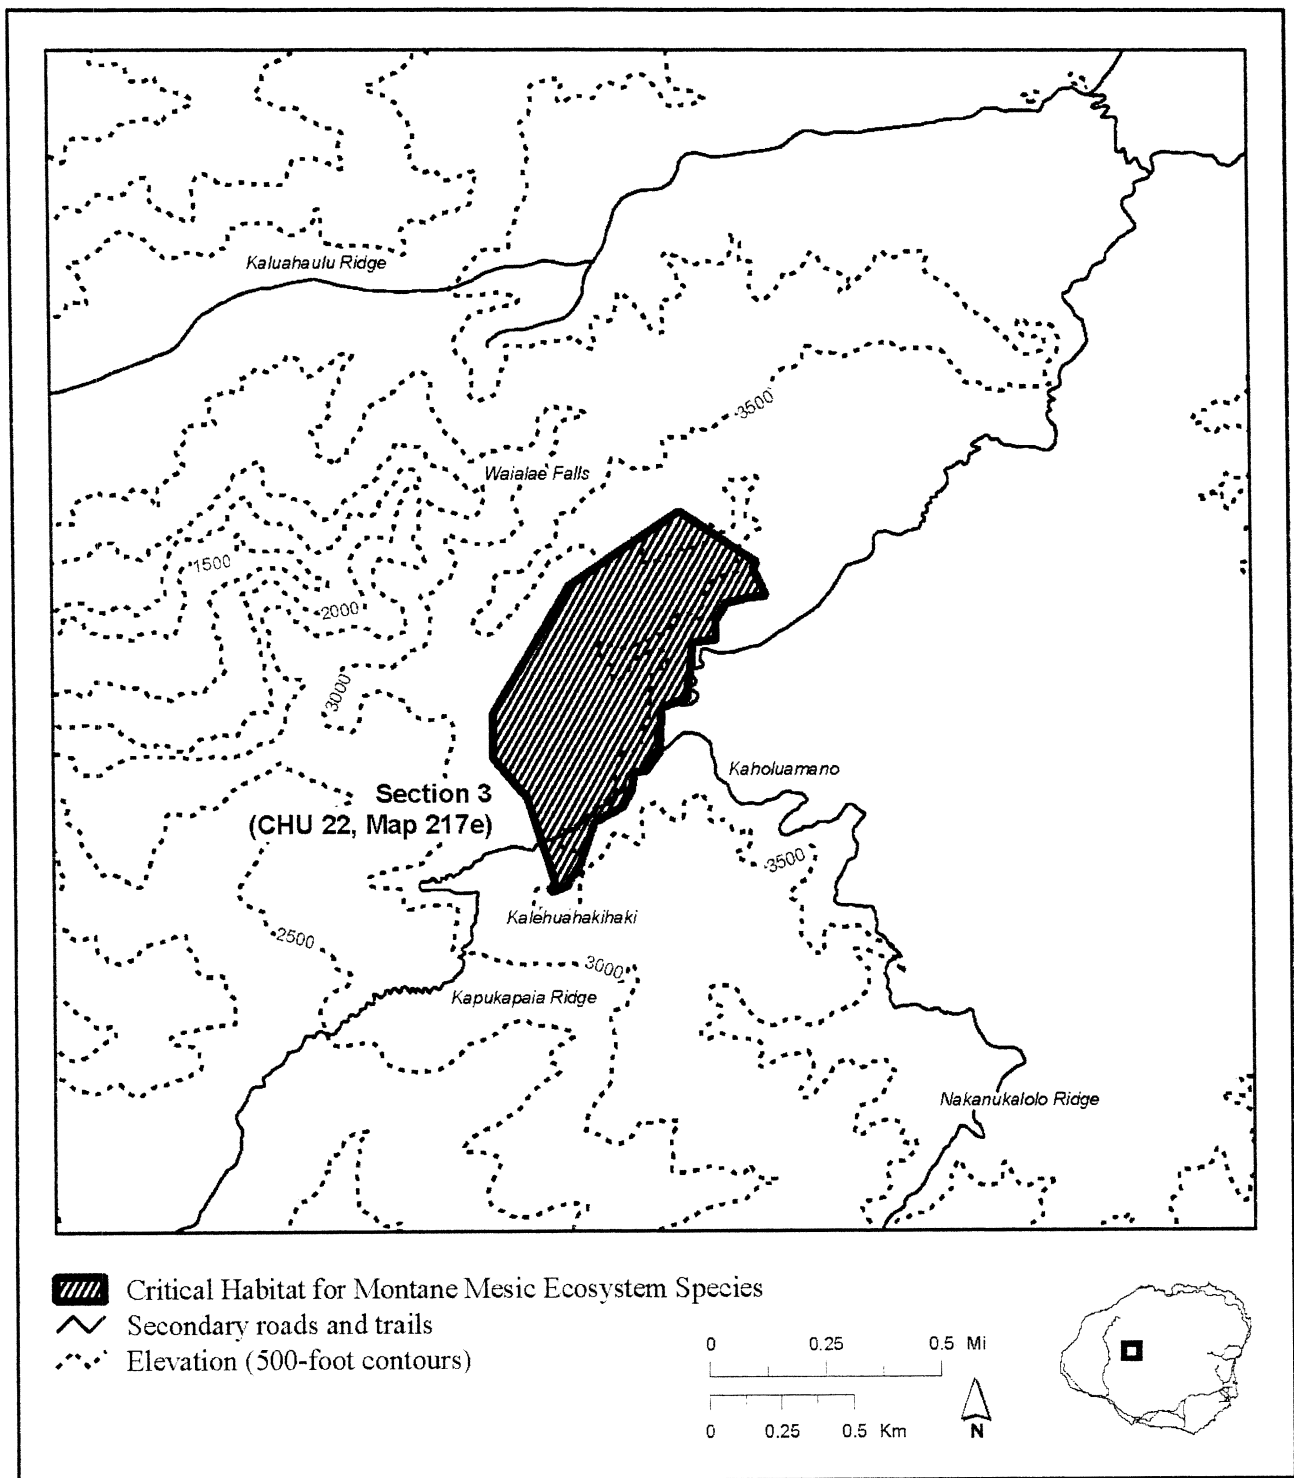 Kaluahaulu Ridge
3500
Waialae Falls
1500
2000
3000
Section 3
(CHU 22, Map 217e)
Kaholuamano
3500
Kalehuahakihaki
2500
3000
Kapukapaia Ridge
Nakanukalolo Ridge
Critical Habitat for Montane Mesic Ecosystem Species
Secondary roads and trails
Elevation (500-foot contours)
0 0.25 0.5 Mi
0 0.25 0.5 Km
N